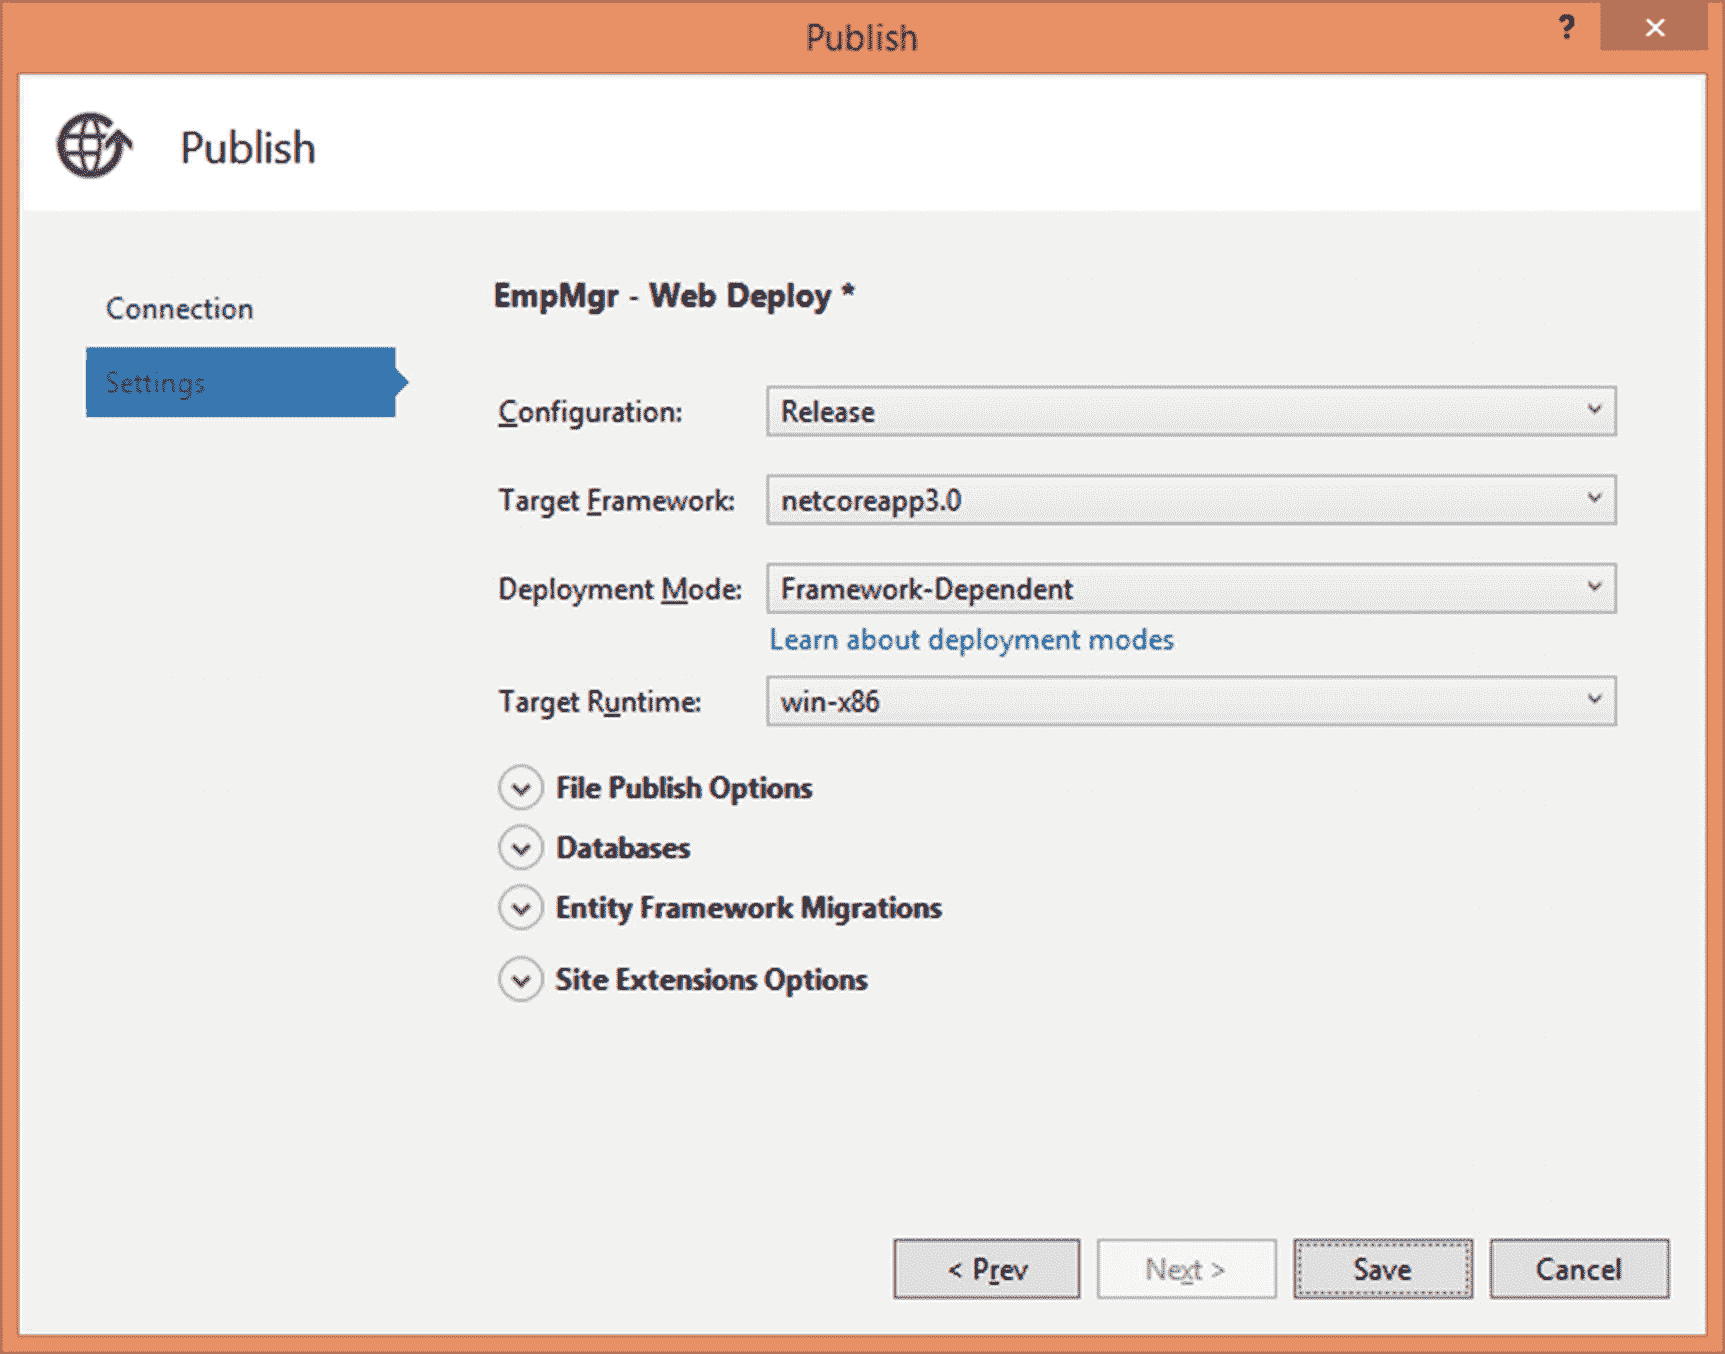 Publish
?
Publish
Connection
Settings
EmpMgr - Web Deploy *
Configuration: Release
Target Framework: netcoreapp3.0
Deployment Mode: Framework-Dependent
Learn about deployment modes
Target Runtime: win-x86
File Publish Options
Databases
Entity Framework Migrations
Site Extensions Options
< Prev Next > Save Cancel